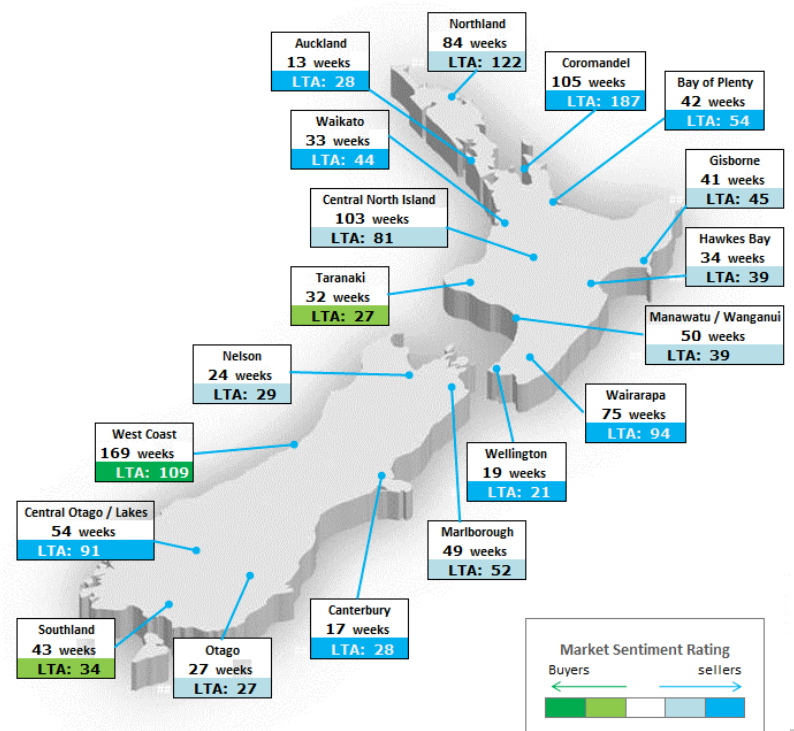 Northland
84 weeks
LTA: 122
Auckland
13 weeks
LTA: 28
Coromandel
105 weeks
LTA: 187
Bay of Plenty
42 weeks
LTA: 54
Waikato
33 weeks
LTA: 44
Gisborne
41 weeks
LTA: 45
Central North Island
103 weeks
LTA: 81
Hawkes Bay
34 weeks
LTA: 39
Taranaki
32 weeks
LTA: 27
Manawatu / Wanganui
50 weeks
LTA: 39
Nelson
24 weeks
LTA: 29
Wairarapa
75 weeks
LTA: 94
West Coast
169 weeks
LTA: 109
Wellington
19 weeks
LTA: 21
Central Otago / Lakes
54 weeks
LTA: 91
Marlborough
49 weeks
LTA: 52
Canterbury
17 weeks
LTA: 28
Southland
43 weeks
LTA: 34
Otago
27 weeks
LTA: 27
Market Sentiment Rating
Buyers sellers